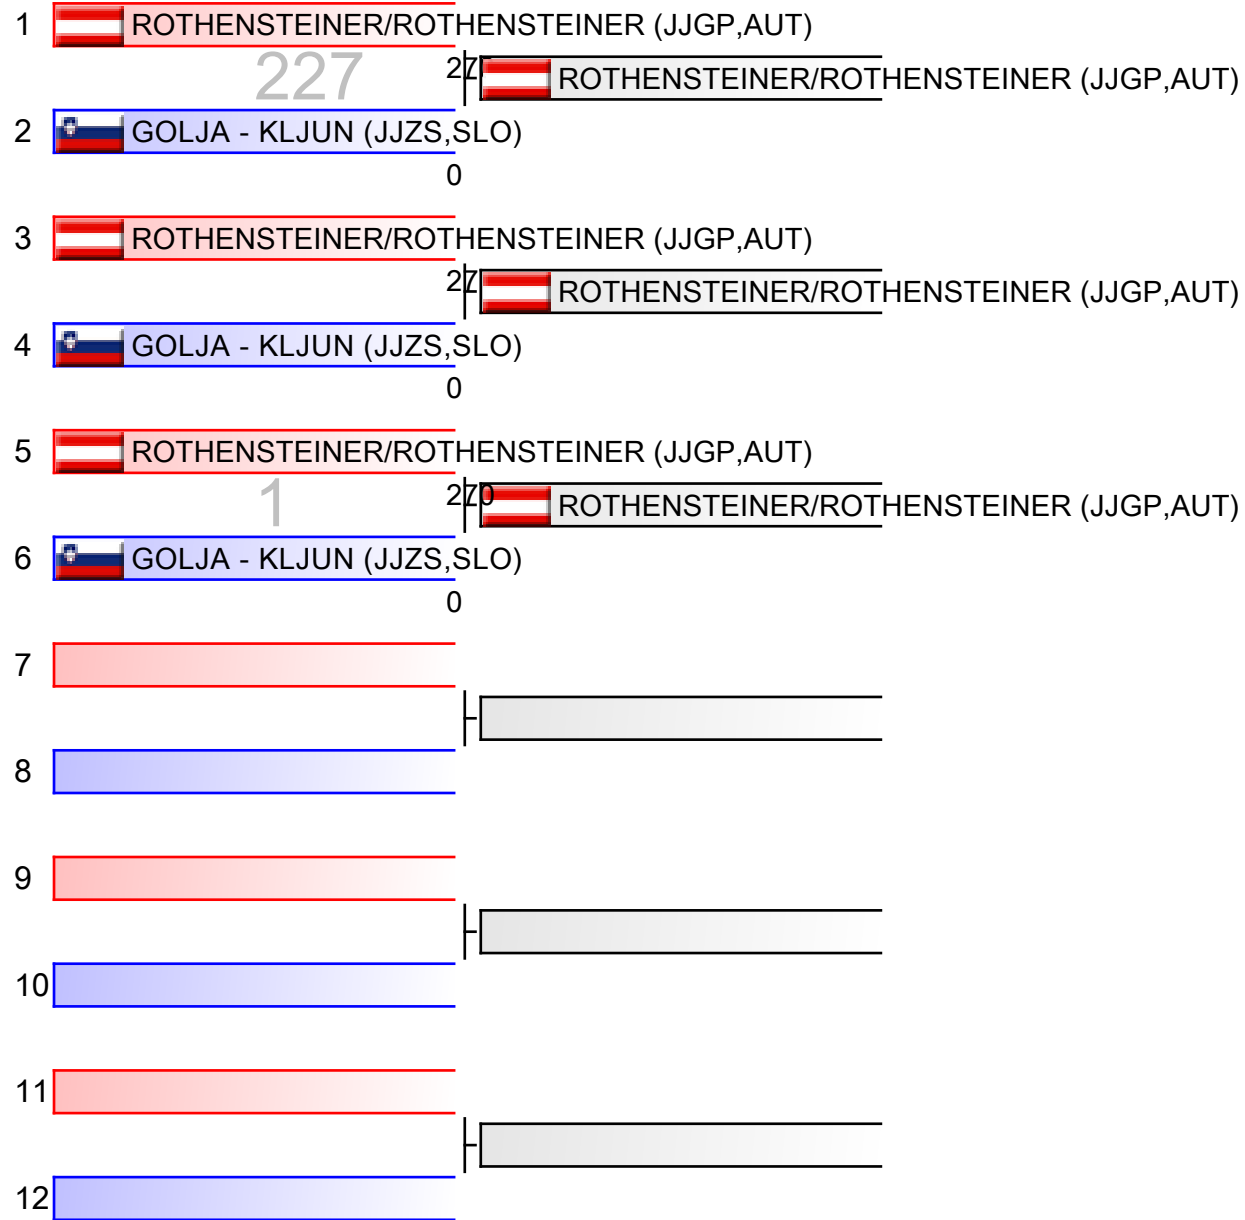 1 ROTHENSTEINER/ROTHENSTEINER (JJGP,AUT)
227
ROTHENSTEINER/ROTHENSTEINER (JJGP,AUT)
2 GOLJA - KLJUN (JJZS,SLO)
0
3 ROTHENSTEINER/ROTHENSTEINER (JJGP,AUT)
ROTHENSTEINER/ROTHENSTEINER (JJGP,AUT)
4 GOLJA - KLJUN (JJZS,SLO)
0
5 ROTHENSTEINER/ROTHENSTEINER (JJGP,AUT)
1 270 ROTHENSTEINER/ROTHENSTEINER (JJGP,AUT)
6 GOLJA - KLJUN (JJZS,SLO)
0
7
8
9
10
11
12